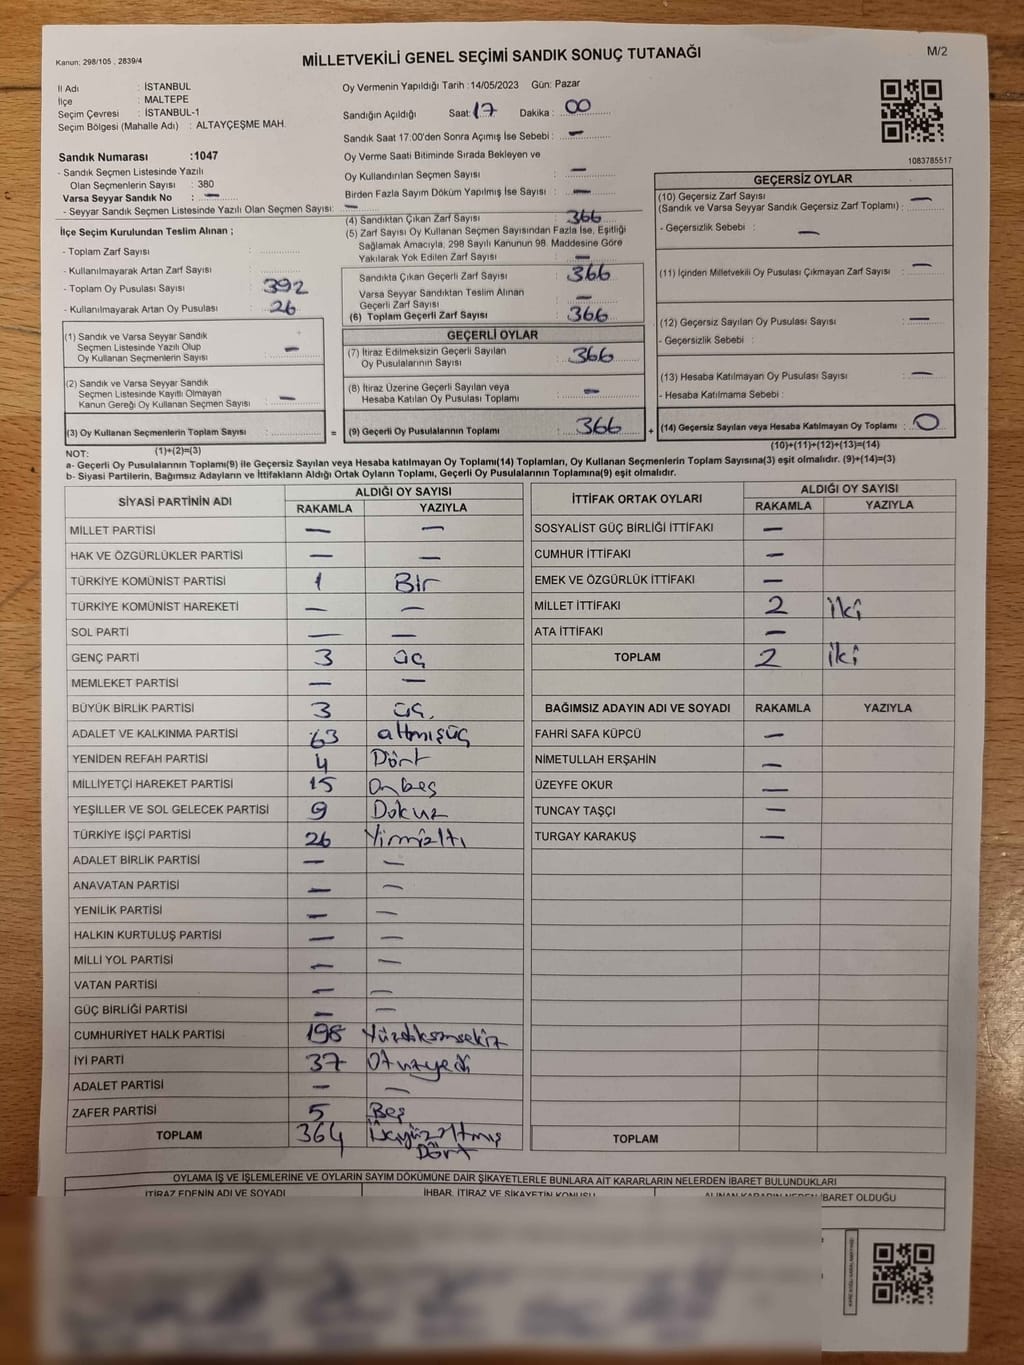 Kanun; 298/105 , 2839/4
MİLLETVEKİLİ GENEL SEÇİMİ SANDIK SONUÇ TUTANAĞI
M/2
İl Adı : İSTANBUL
İlçe : MALTEPE
Seçim Çevresi : İSTANBUL-1
Seçim Bölgesi (Mahalle Adı) : ALTAYÇEŞME MAH.
Sandık Numarası :1047
- Sandık Seçmen Listesinde Yazılı
Olan Seçmenlerin Sayısı : 380
Varsa Seyyar Sandık No : —
- Seyyar Sandık Seçmen Listesinde Yazılı Olan Seçmen Sayısı: —
İlçe Seçim Kurulundan Teslim Alınan ;
- Toplam Zarf Sayısı :
- Kullanılmayarak Artan Zarf Sayısı :
- Toplam Oy Pusulası Sayısı : 392
- Kullanılmayarak Artan Oy Pusulası : 26
(1) Sandık ve Varsa Seyyar Sandık
Seçmen Listesinde Yazılı Olup
Oy Kullanan Seçmenlerin Sayısı : —
(2) Sandık ve Varsa Seyyar Sandık
Seçmen Listesinde Kayıtlı Olmayan
Kanun Gereği Oy Kullanan Seçmen Sayısı : —
(3) Oy Kullanan Seçmenlerin Toplam Sayısı :
(1)+(2)=(3)
Oy Vermenin Yapıldığı Tarih :14/05/2023 Gün: Pazar
Sandığın Açıldığı Saat: 17 Dakika : 00
Sandık Saat 17:00'den Sonra Açımış İse Sebebi : —
Oy Verme Saati Bitiminde Sırada Bekleyen ve
Oy Kullandırılan Seçmen Sayısı : —
Birden Fazla Sayım Döküm Yapılmış İse Sayısı : —
(4) Sandıktan Çıkan Zarf Sayısı : 366
(5) Zarf Sayısı Oy Kullanan Seçmen Sayısından Fazla İse, Eşitliği
Sağlamak Amacıyla, 298 Sayılı Kanunun 98. Maddesine Göre
Yakılarak Yok Edilen Zarf Sayısı : —
Sandıkta Çıkan Geçerli Zarf Sayısı : 366
Varsa Seyyar Sandıktan Teslim Alınan
Geçerli Zarf Sayısı : —
(6) Toplam Geçerli Zarf Sayısı : 366
GEÇERLİ OYLAR
(7) İtiraz Edilmeksizin Geçerli Sayılan
Oy Pusulalarının Sayısı : 366
(8) İtiraz Üzerine Geçerli Sayılan veya
Hesaba Katılan Oy Pusulası Toplamı : —
= (9) Geçerli Oy Pusulalarının Toplamı : 366
1083785517
GEÇERSİZ OYLAR
(10) Geçersiz Zarf Sayısı
(Sandık ve Varsa Seyyar Sandık Geçersiz Zarf Toplamı) : —
- Geçersizlik Sebebi : —
(11) İçinden Milletvekili Oy Pusulası Çıkmayan Zarf Sayısı : —
(12) Geçersiz Sayılan Oy Pusulası Sayısı : —
- Geçersizlik Sebebi :
(13) Hesaba Katılmayan Oy Pusulası Sayısı : —
- Hesaba Katılmama Sebebi :
+ (14) Geçersiz Sayılan veya Hesaba Katılmayan Oy Toplamı : 0
(10)+(11)+(12)+(13)=(14)
NOT:
a- Geçerli Oy Pusulalarının Toplamı(9) ile Geçersiz Sayılan veya Hesaba katılmayan Oy Toplamı(14) Toplamları, Oy Kullanan Seçmenlerin Toplam Sayısına(3) eşit olmalıdır. (9)+(14)=(3)
b- Siyasi Partilerin, Bağımsız Adayların ve İttifakların Aldığı Ortak Oyların Toplamı, Geçerli Oy Pusulalarının Toplamına(9) eşit olmalıdır.
SİYASİ PARTİNİN ADI ALDIĞI OY SAYISI
RAKAMLA YAZIYLA
MİLLET PARTİSİ — —
HAK VE ÖZGÜRLÜKLER PARTİSİ — —
TÜRKİYE KOMÜNİST PARTİSİ 1 Bir
TÜRKİYE KOMÜNİST HAREKETİ — —
SOL PARTİ — —
GENÇ PARTİ 3 üç
MEMLEKET PARTİSİ — —
BÜYÜK BİRLİK PARTİSİ 3 üç.
ADALET VE KALKINMA PARTİSİ 63 altmışüç
YENİDEN REFAH PARTİSİ 4 Dört
MİLLİYETÇİ HAREKET PARTİSİ 15 Onbeş
YEŞİLLER VE SOL GELECEK PARTİSİ 9 Dokuz
TÜRKİYE İŞÇİ PARTİSİ 26 Yirmialtı
ADALET BİRLİK PARTİSİ — —
ANAVATAN PARTİSİ — —
YENİLİK PARTİSİ — —
HALKIN KURTULUŞ PARTİSİ — —
MİLLİ YOL PARTİSİ — —
VATAN PARTİSİ — —
GÜÇ BİRLİĞİ PARTİSİ — —
CUMHURİYET HALK PARTİSİ 198 Yüzdoksansekiz
İYİ PARTİ 37 Otuzyedi
ADALET PARTİSİ — —
ZAFER PARTİSİ 5 Beş
TOPLAM 364 Üçyüzaltmış
Dört
İTTİFAK ORTAK OYLARI ALDIĞI OY SAYISI
RAKAMLA YAZIYLA
SOSYALİST GÜÇ BİRLİĞİ İTTİFAKI —
CUMHUR İTTİFAKI —
EMEK VE ÖZGÜRLÜK İTTİFAKI —
MİLLET İTTİFAKI 2 iki
ATA İTTİFAKI —
TOPLAM 2 iki
BAĞIMSIZ ADAYIN ADI VE SOYADI RAKAMLA YAZIYLA
FAHRİ SAFA KÜPCÜ —
NİMETULLAH ERŞAHİN —
ÜZEYFE OKUR —
TUNCAY TAŞÇI —
TURGAY KARAKUŞ —
TOPLAM
OYLAMA İŞ VE İŞLEMLERİNE VE OYLARIN SAYIM DÖKÜMÜNE DAİR ŞİKAYETLERLE BUNLARA AİT KARARLARIN NELERDEN İBARET BULUNDUKLARI
İTİRAZ EDENİN ADI VE SOYADI İHBAR, İTİRAZ VE ŞİKAYETİN KONUSU ALINAN KARARIN NEDEN İBARET OLDUĞU